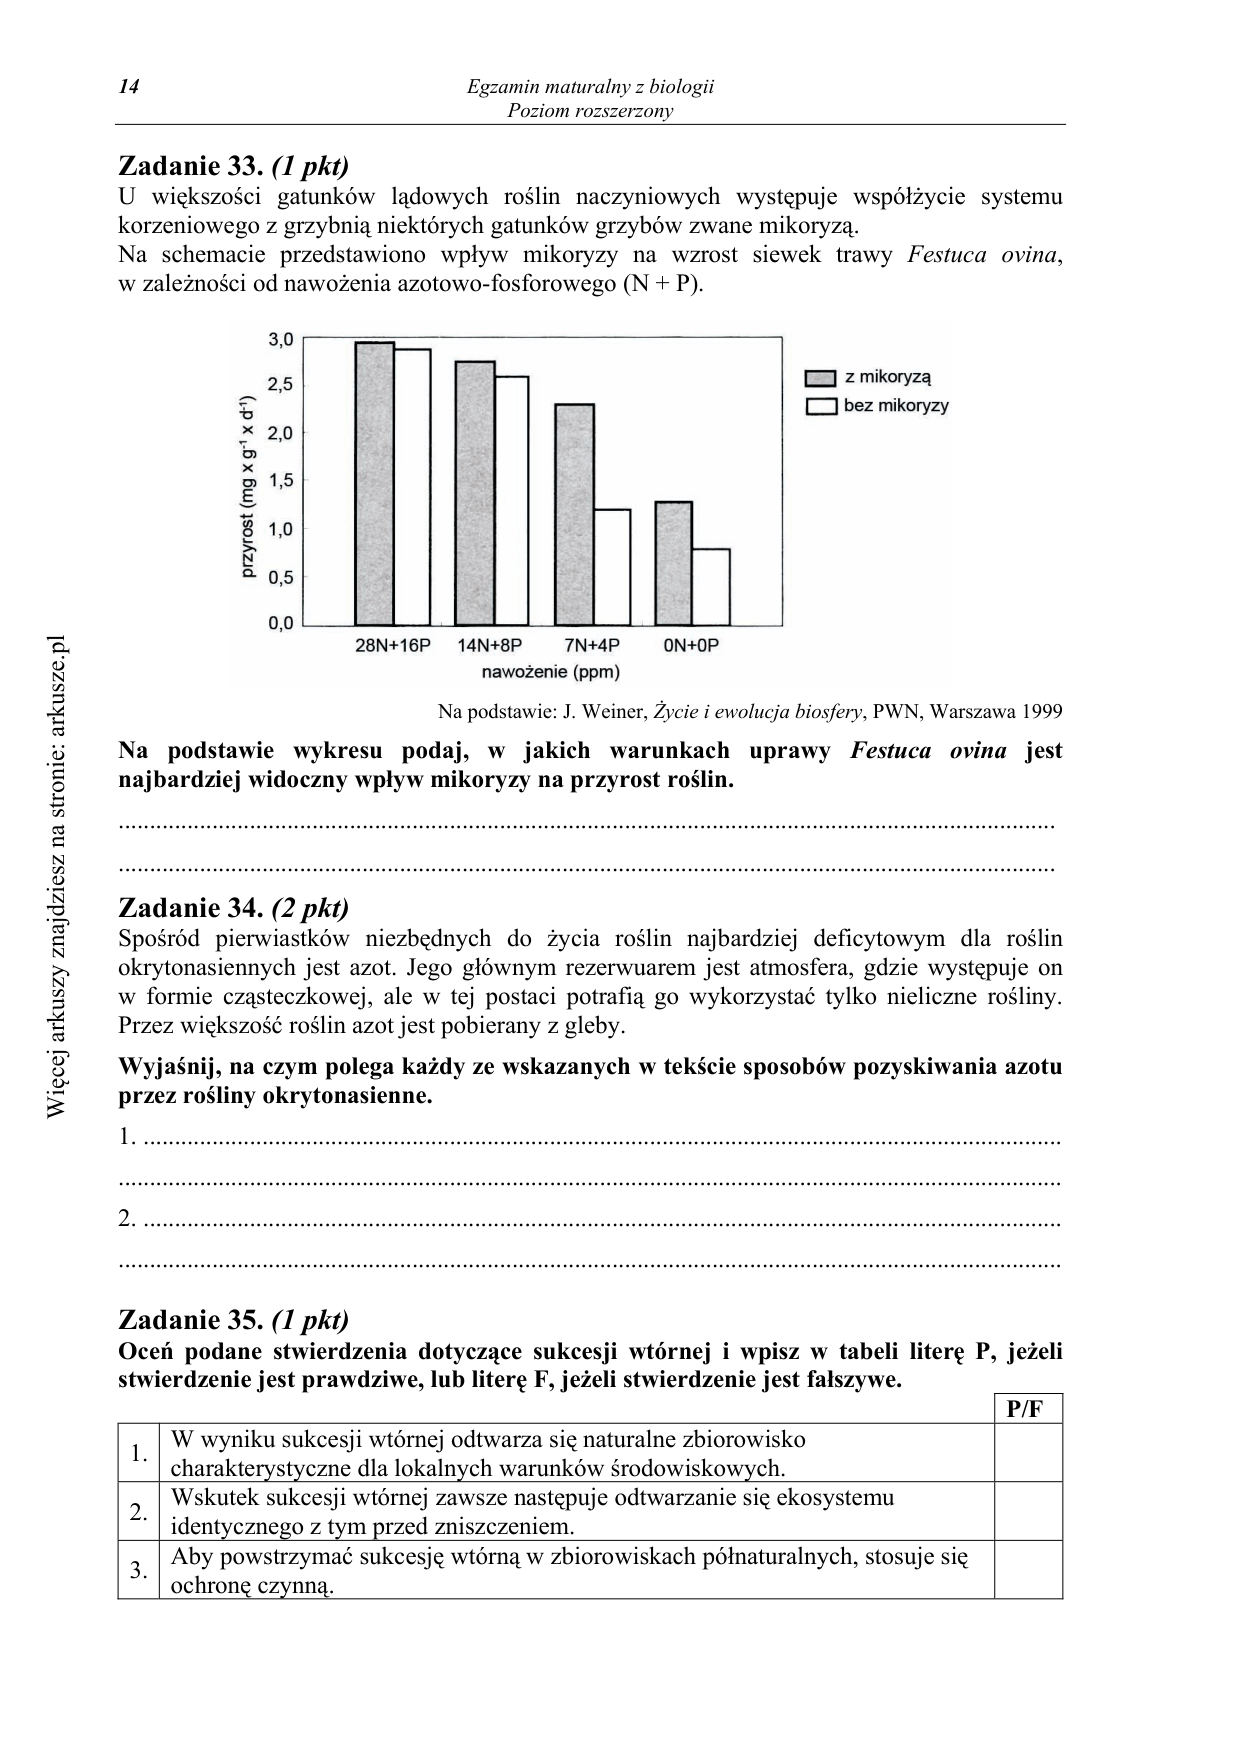 14
Egzamin maturalny z biologii
Poziom rozszerzony
Zadanie 33. (1 pkt)
U większości gatunków lądowych roślin naczyniowych występuje współżycie systemu
korzeniowego z grzybnią niektórych gatunków grzybów zwane mikoryzą.
Na schemacie przedstawiono wpływ mikoryzy na wzrost siewek trawy Festuca ovina,
w zależności od nawożenia azotowo-fosforowego (N + P).
3,0
2,5
2,0
1,5
1,0
0,5
0,0
przyrost (mg x g⁻¹ x d⁻¹)
z mikoryzą
bez mikoryzy
28N+16P 14N+8P 7N+4P 0N+0P
nawożenie (ppm)
Na podstawie: J. Weiner, Życie i ewolucja biosfery, PWN, Warszawa 1999
Na podstawie wykresu podaj, w jakich warunkach uprawy Festuca ovina jest
najbardziej widoczny wpływ mikoryzy na przyrost roślin.
Zadanie 34. (2 pkt)
Spośród pierwiastków niezbędnych do życia roślin najbardziej deficytowym dla roślin
okrytonasiennych jest azot. Jego głównym rezerwuarem jest atmosfera, gdzie występuje on
w formie cząsteczkowej, ale w tej postaci potrafią go wykorzystać tylko nieliczne rośliny.
Przez większość roślin azot jest pobierany z gleby.
Wyjaśnij, na czym polega każdy ze wskazanych w tekście sposobów pozyskiwania azotu
przez rośliny okrytonasienne.
1.
2.
Zadanie 35. (1 pkt)
Oceń podane stwierdzenia dotyczące sukcesji wtórnej i wpisz w tabeli literę P, jeżeli
stwierdzenie jest prawdziwe, lub literę F, jeżeli stwierdzenie jest fałszywe.
P/F
1. W wyniku sukcesji wtórnej odtwarza się naturalne zbiorowisko
charakterystyczne dla lokalnych warunków środowiskowych.
2. Wskutek sukcesji wtórnej zawsze następuje odtwarzanie się ekosystemu
identycznego z tym przed zniszczeniem.
3. Aby powstrzymać sukcesję wtórną w zbiorowiskach półnaturalnych, stosuje się
ochronę czynną.
Więcej arkuszy znajdziesz na stronie: arkusze.pl